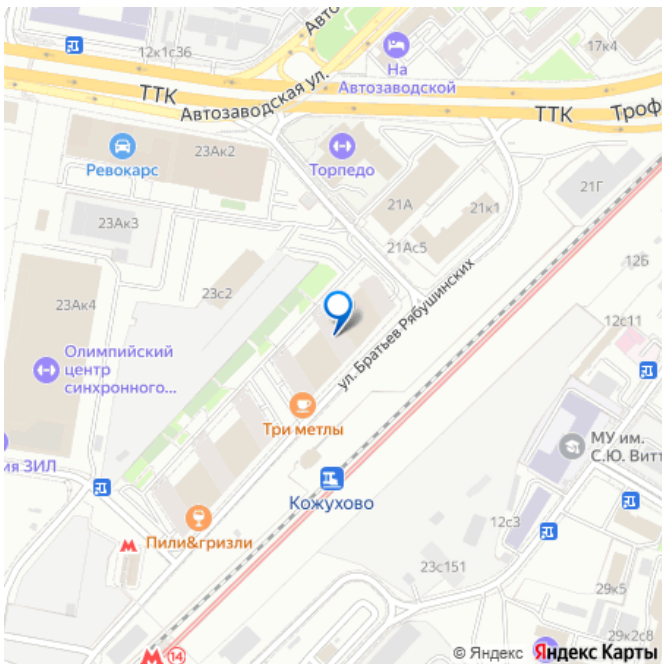 Авто
12к1с36
17к4
На
Автозаводской
ТТК
Автозаводская ул.
ТТК
Троф
23Ак2
Ревокарс
Торпедо
21Г
21А
21к1
23Ак3
21Ас5
12Б
23с2
23Ак4
ул. Братьев Рябушинских
12с11
Олимпийский
центр
синхронного...
Три метлы
МУ им.
С.Ю. Витт
ия ЗИЛ
Кожухово
12с3
Пили&гризли
23с151
29к5
29к2с8
14
© Яндекс Яндекс Карты